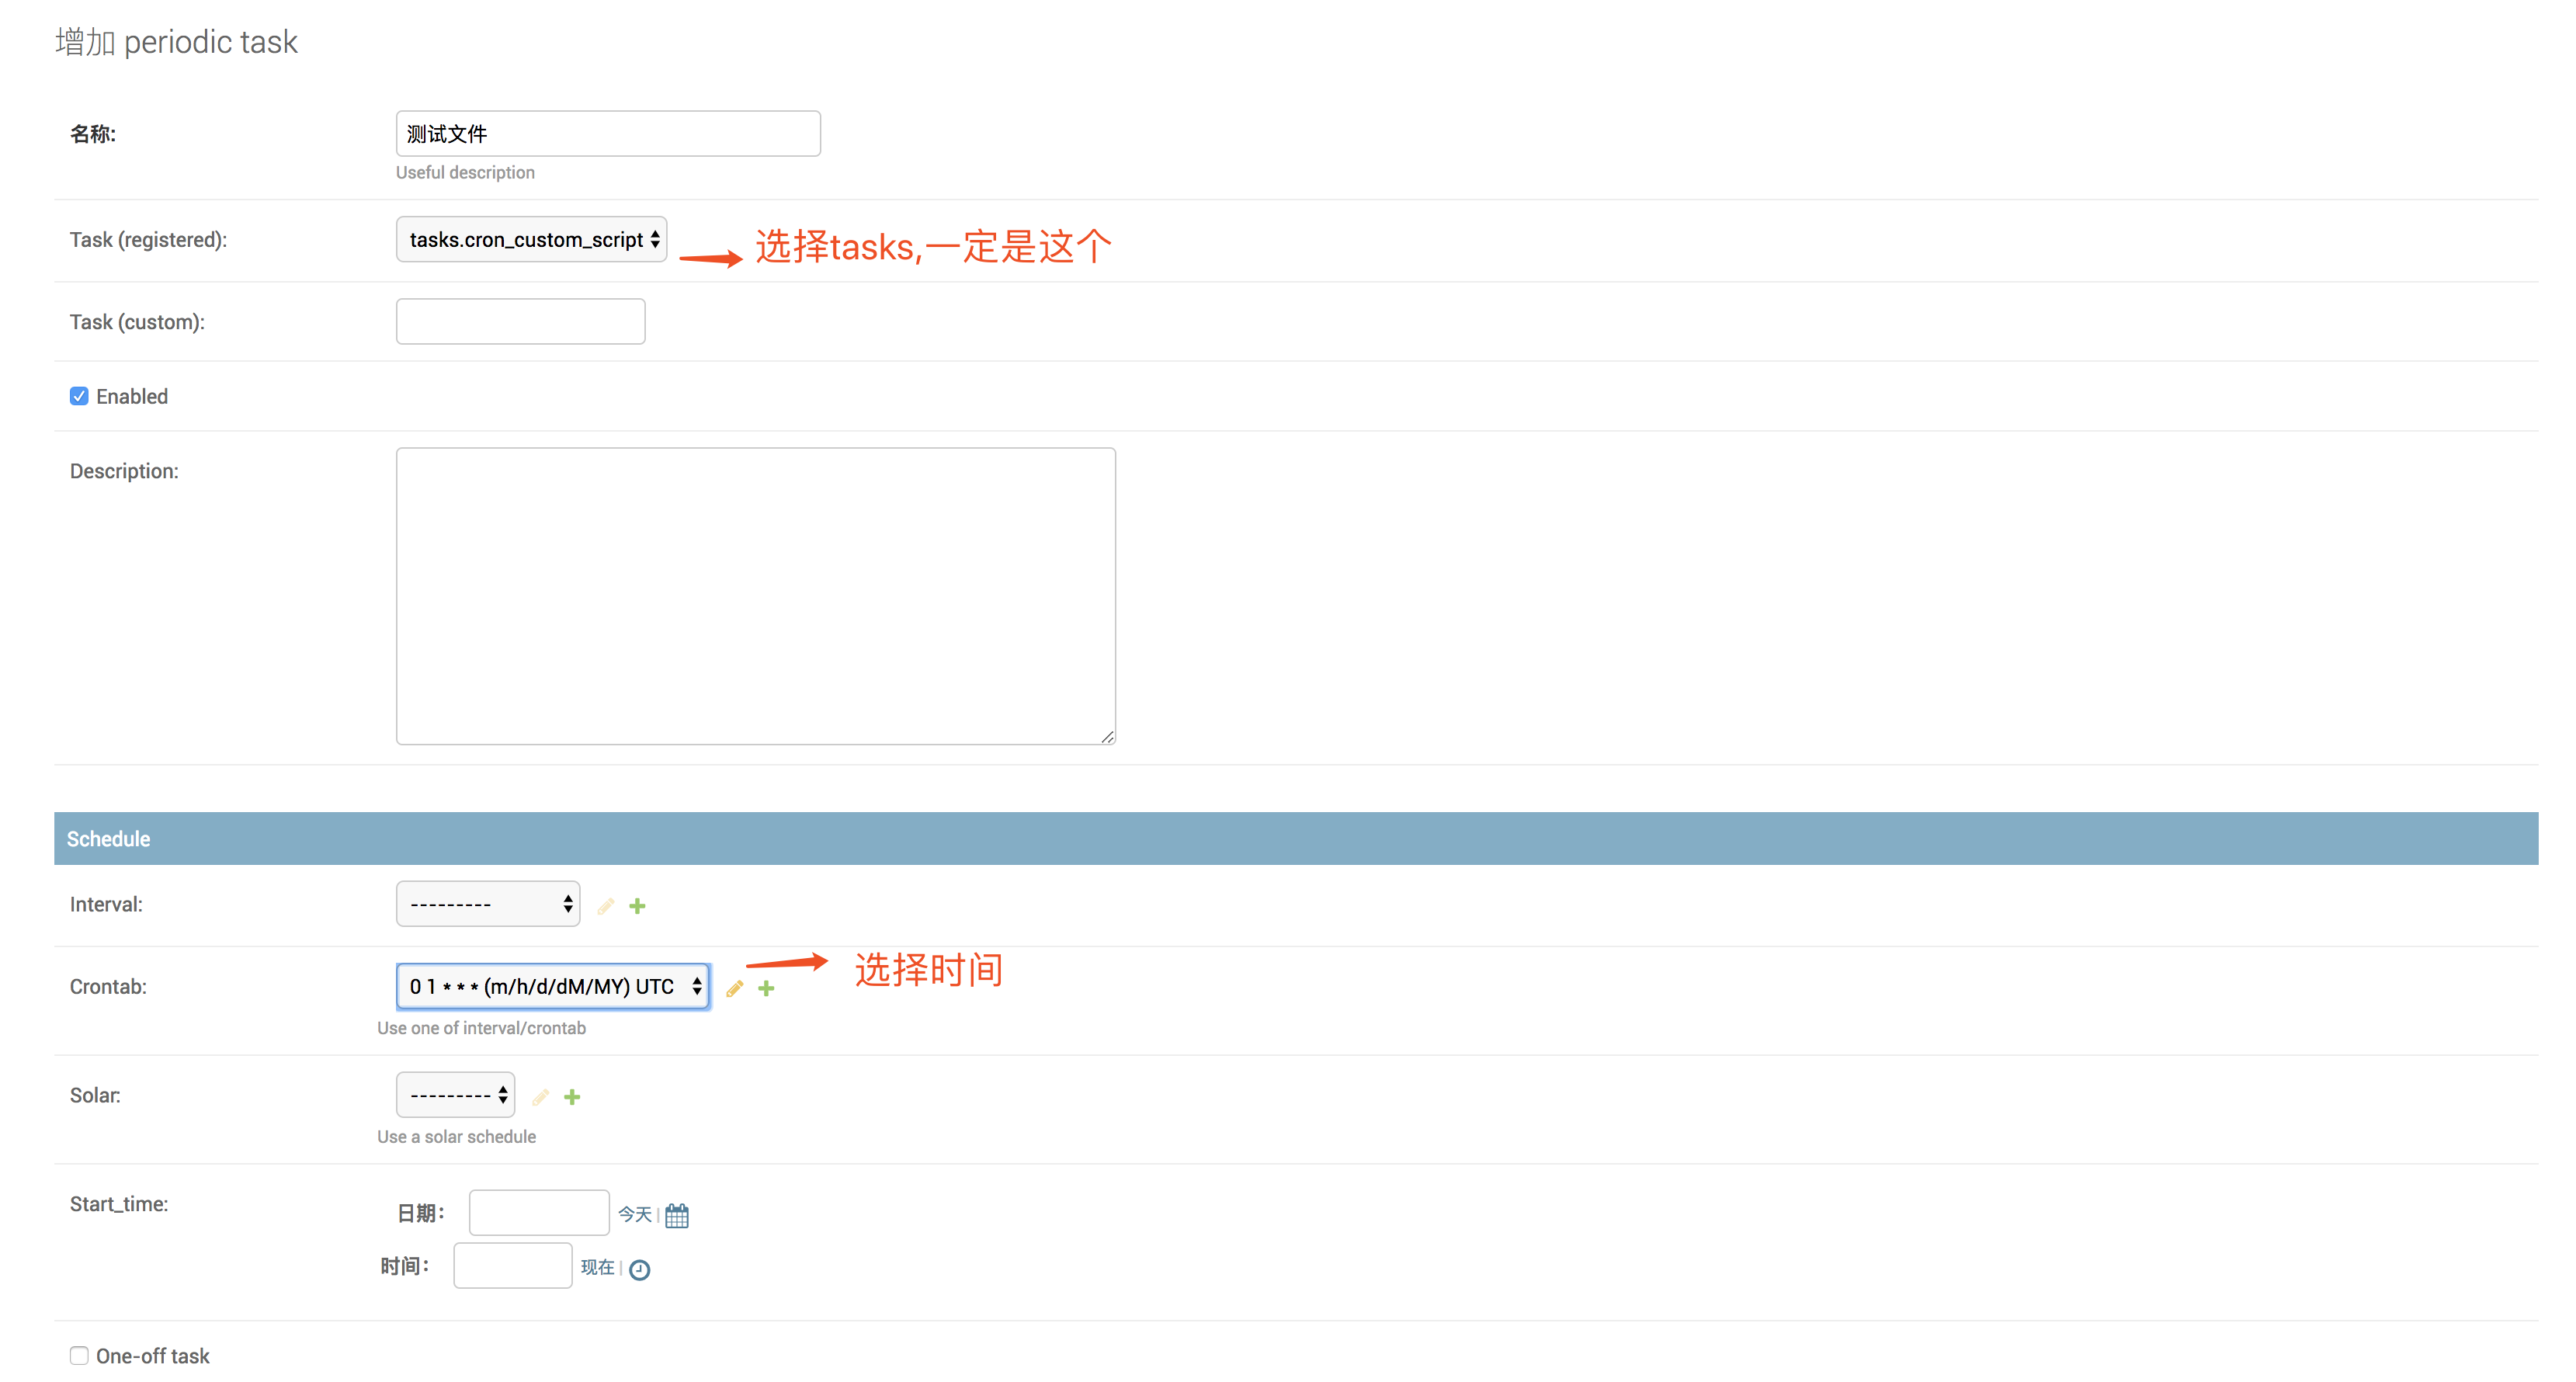 增加 periodic task
名称:
测试文件
Useful description
Task (registered):
tasks.cron_custom_script
选择tasks,一定是这个
Task (custom):
Enabled
Description:
Schedule
Interval:
---------
Crontab:
0 1 * * * (m/h/d/dM/MY) UTC
选择时间
Use one of interval/crontab
Solar:
---------
Use a solar schedule
Start_time:
日期：
今天 |
时间：
现在 |
One-off task